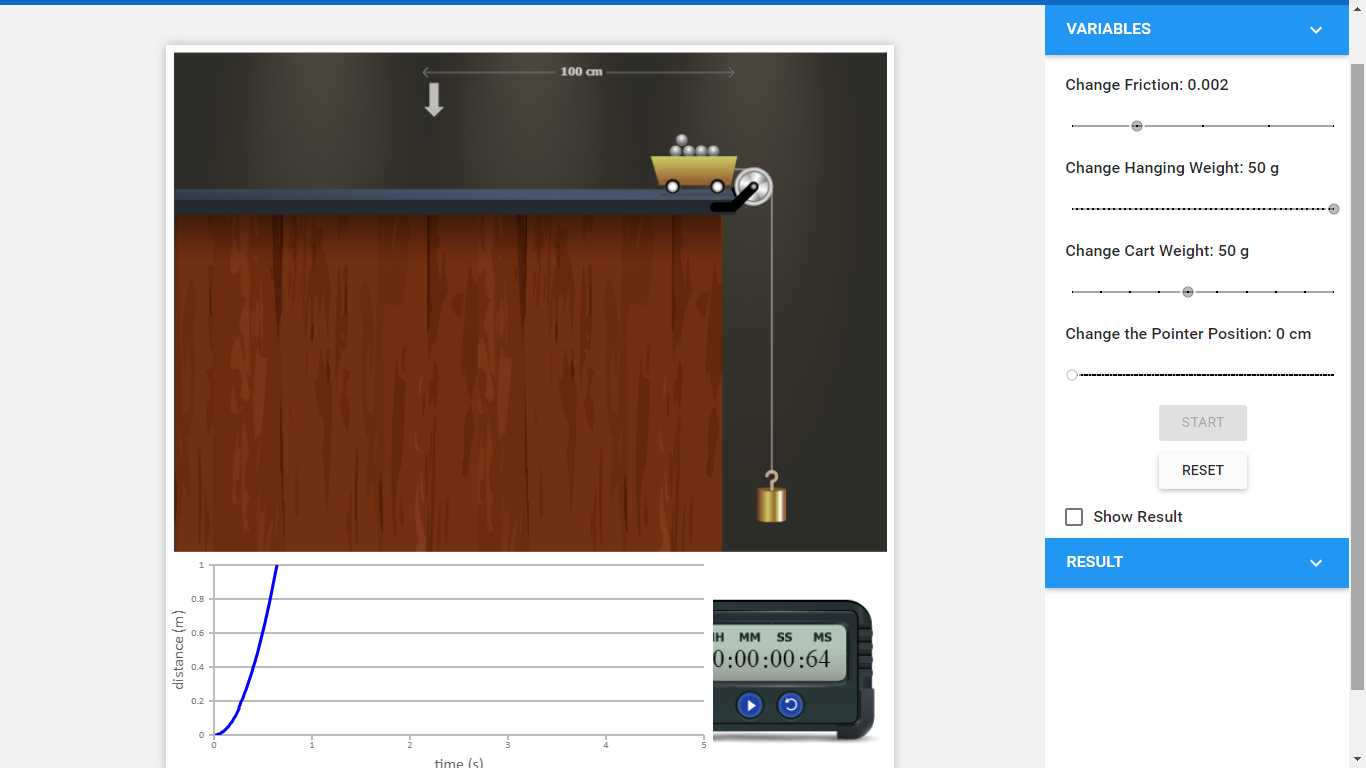 VARIABLES
100 cm
Change Friction: 0.002
Change Hanging Weight: 50 g
Change Cart Weight: 50 g
Change the Pointer Position: 0 cm
START
RESET
Show Result
RESULT
1
0.8
0.6
0.4
0.2
0
distance (m)
0 1 2 3 4 5
time (s)
HH MM SS MS
0:00:00:64